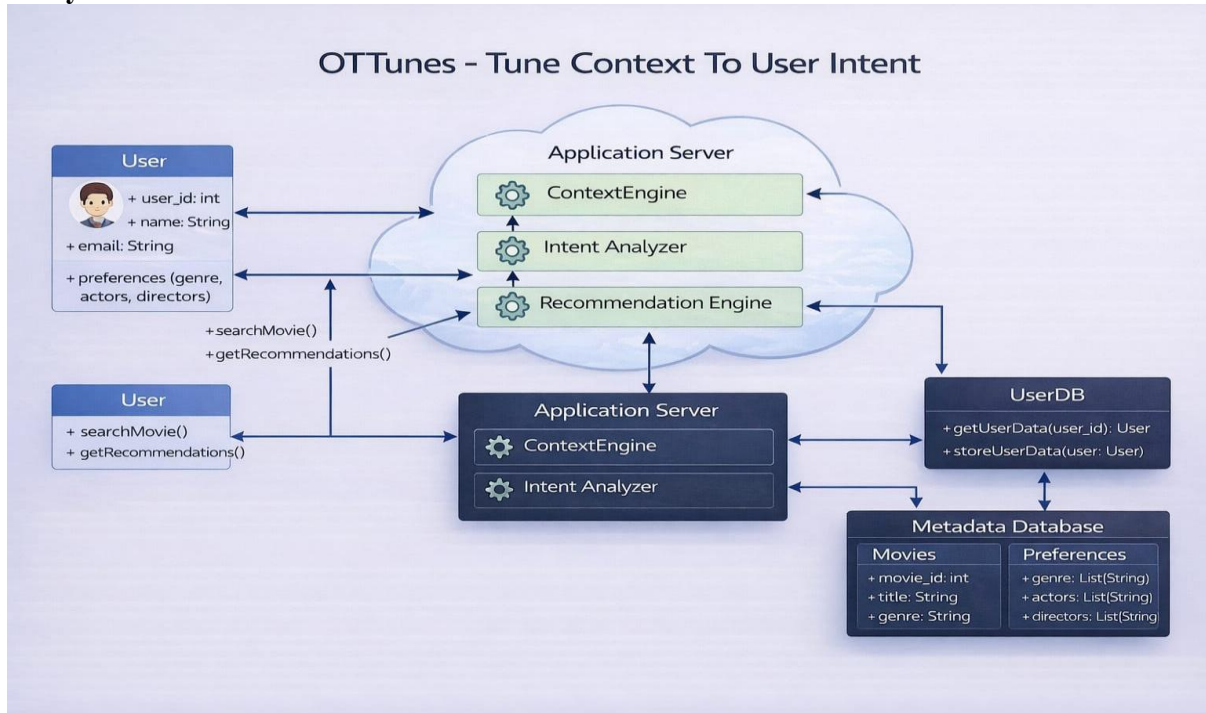 OTTunes - Tune Context To User Intent
User
+ user_id: int
+ name: String
+ email: String
+ preferences (genre,
actors, directors)
Application Server
ContextEngine
Intent Analyzer
Recommendation Engine
+searchMovie()
+getRecommendations()
User
+ searchMovie()
+ getRecommendations()
Application Server
ContextEngine
Intent Analyzer
UserDB
+getUserData(user_id): User
+storeUserData(user: User)
Metadata Database
Movies
+ movie_id: int
+ title: String
+ genre: String
Preferences
+ genre: List(String)
+ actors: List(String)
+ directors: List(String